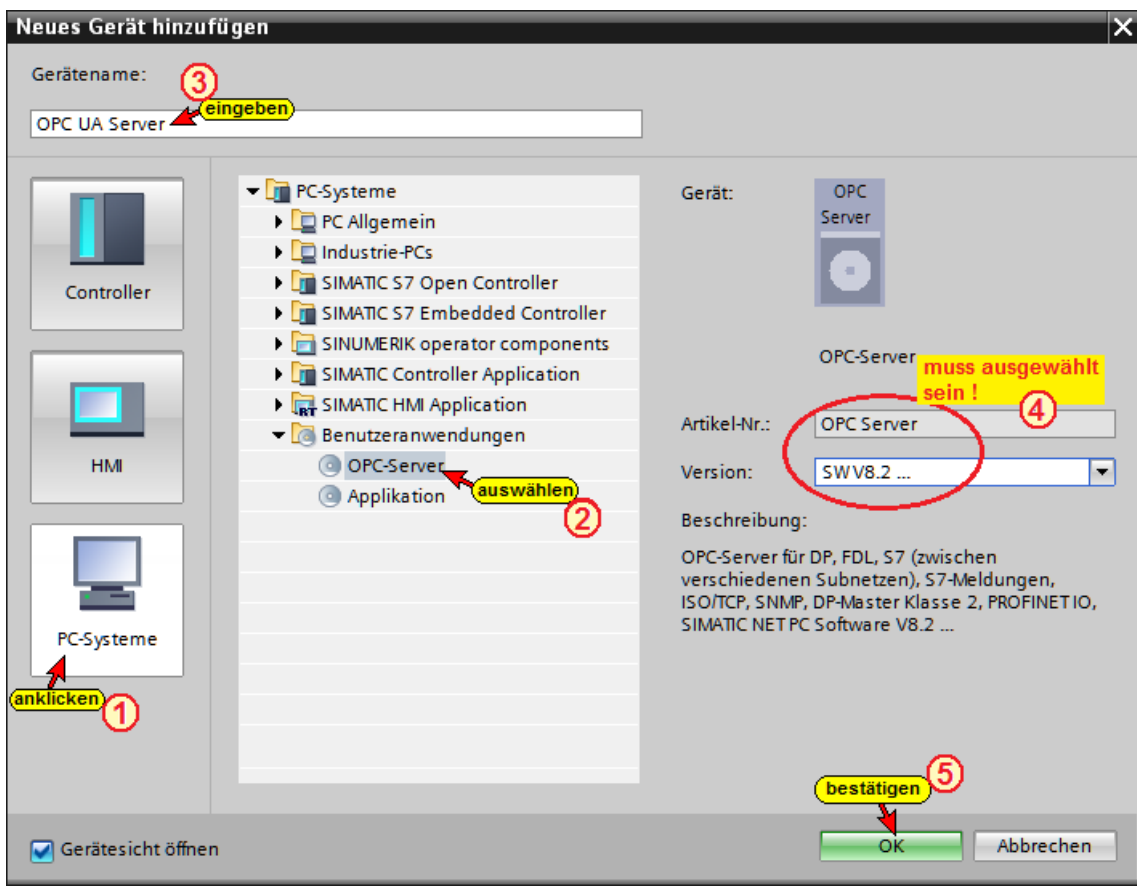 Neues Gerät hinzufügen
Gerätename:
3
eingeben
OPC UA Server
Controller
HMI
PC-Systeme
anklicken
1
PC-Systeme
PC Allgemein
Industrie-PCs
SIMATIC S7 Open Controller
SIMATIC S7 Embedded Controller
SINUMERIK operator components
SIMATIC Controller Application
RT
SIMATIC HMI Application
Benutzeranwendungen
OPC-Server
Applikation
auswählen
2
Gerät:
OPC
Server
OPC-Server
muss ausgewählt
sein !
4
Artikel-Nr.:
OPC Server
Version:
SW V8.2 ...
Beschreibung:
OPC-Server für DP, FDL, S7 (zwischen
verschiedenen Subnetzen), S7-Meldungen,
ISO/TCP, SNMP, DP-Master Klasse 2, PROFINET IO,
SIMATIC NET PC Software V8.2 ...
bestätigen
5
Gerätesicht öffnen
OK
Abbrechen